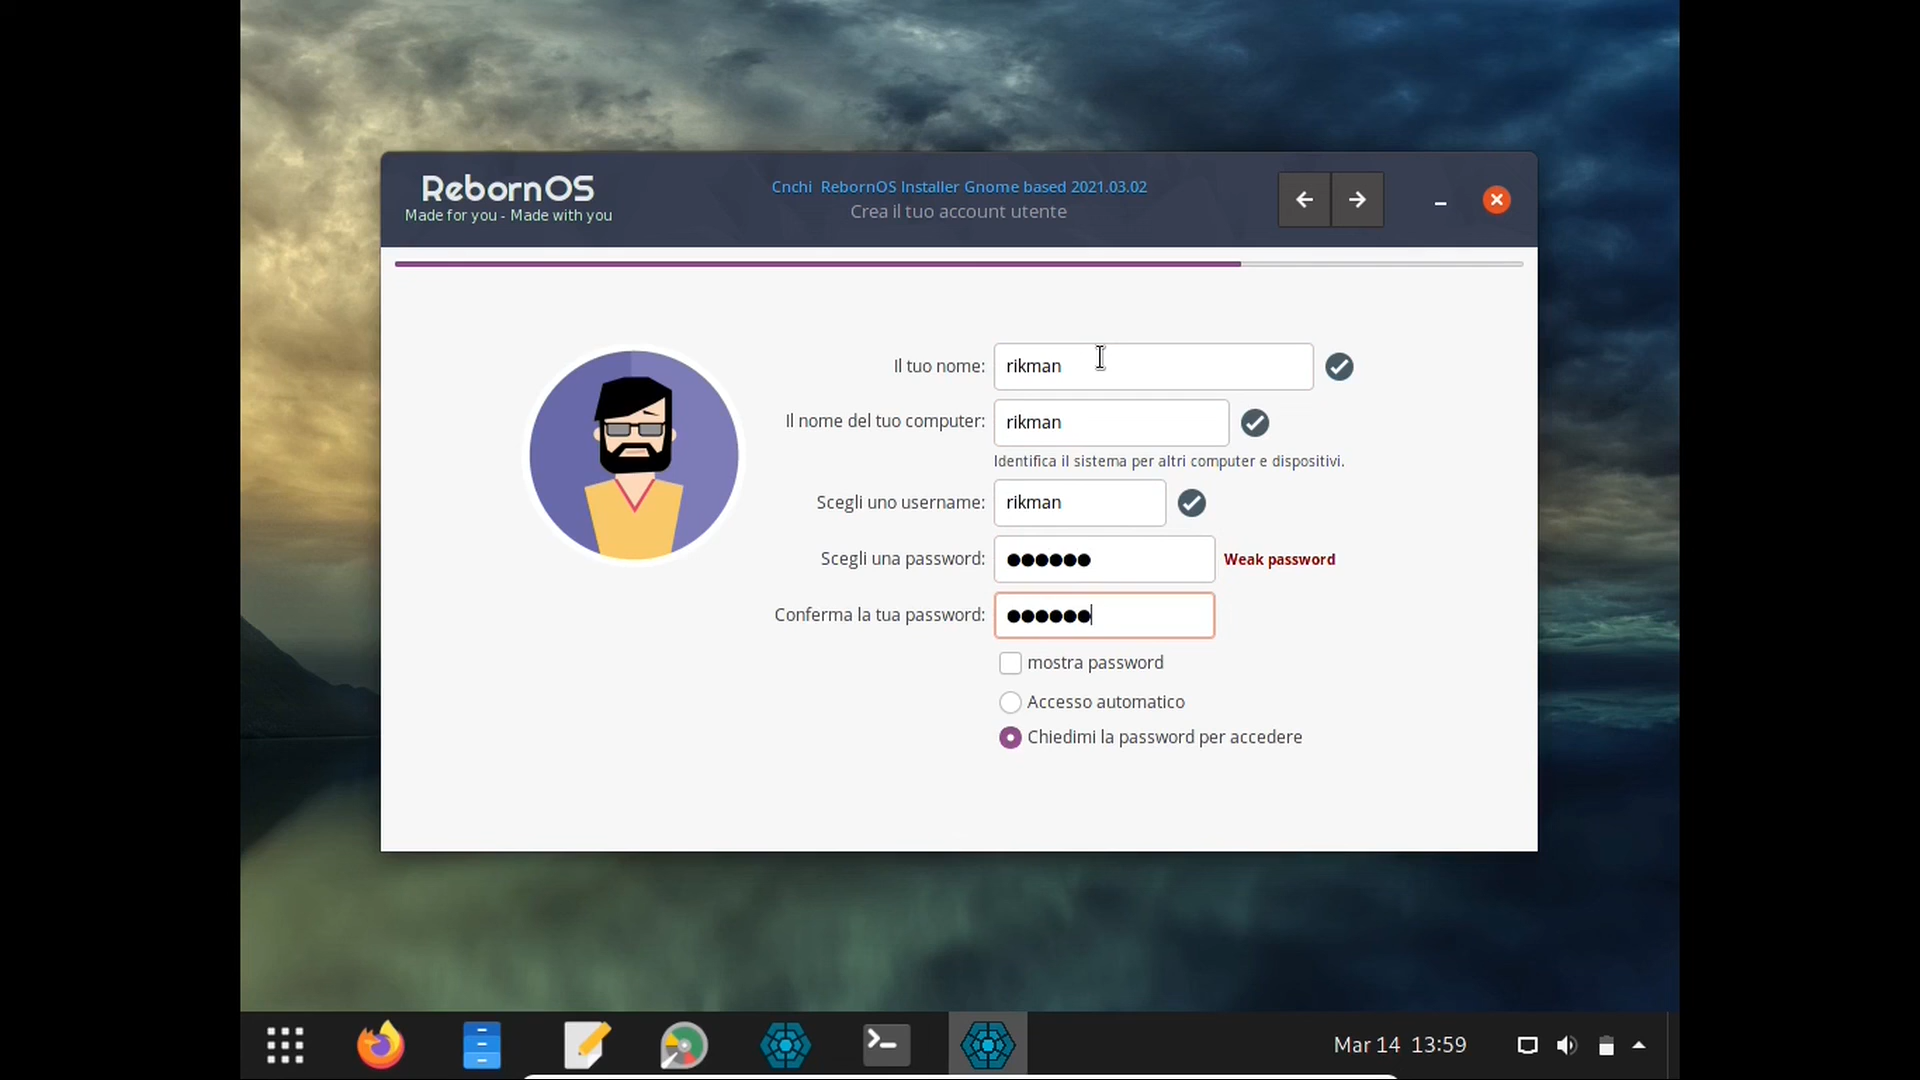 RebornOS
Made for you - Made with you
Cnchi RebornOS Installer Gnome based 2021.03.02
Crea il tuo account utente
Il tuo nome: rikman
Il nome del tuo computer: rikman
Identifica il sistema per altri computer e dispositivi.
Scegli uno username: rikman
Scegli una password: ●●●●●● Weak password
Conferma la tua password: ●●●●●●
mostra password
Accesso automatico
Chiedimi la password per accedere
Mar 14 13:59